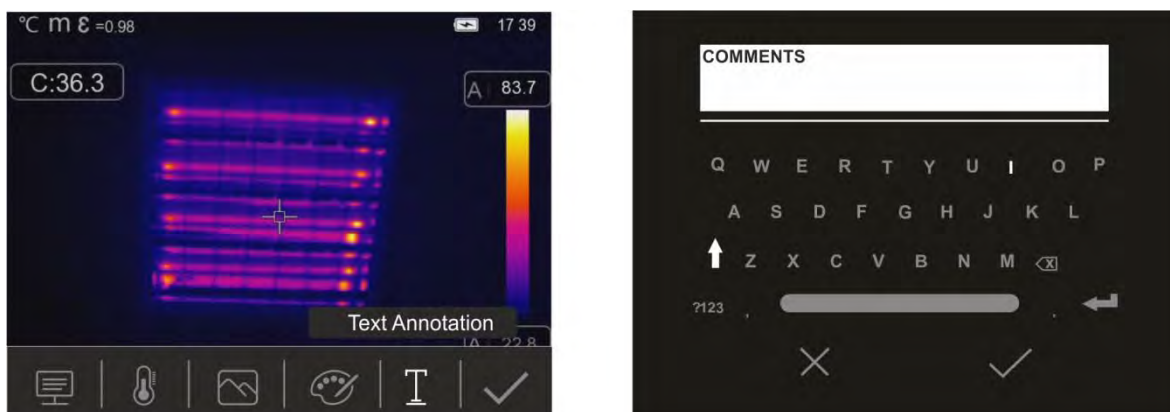 °C m ε =0.98
17 39
C:36.3
A 83.7
Text Annotation
A 22.8
COMMENTS
Q W E R T Y U I O P
A S D F G H J K L
Z X C V B N M
?123 , .